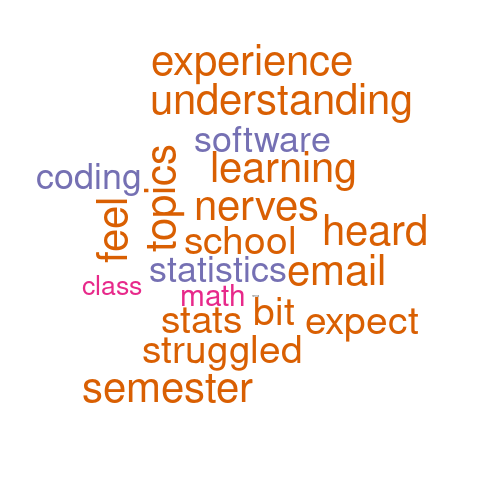 experience
understanding
software
coding
learning
topics
feel
nerves
heard
school
statistics
email
class
math
bit
stats
expect
struggled
semester